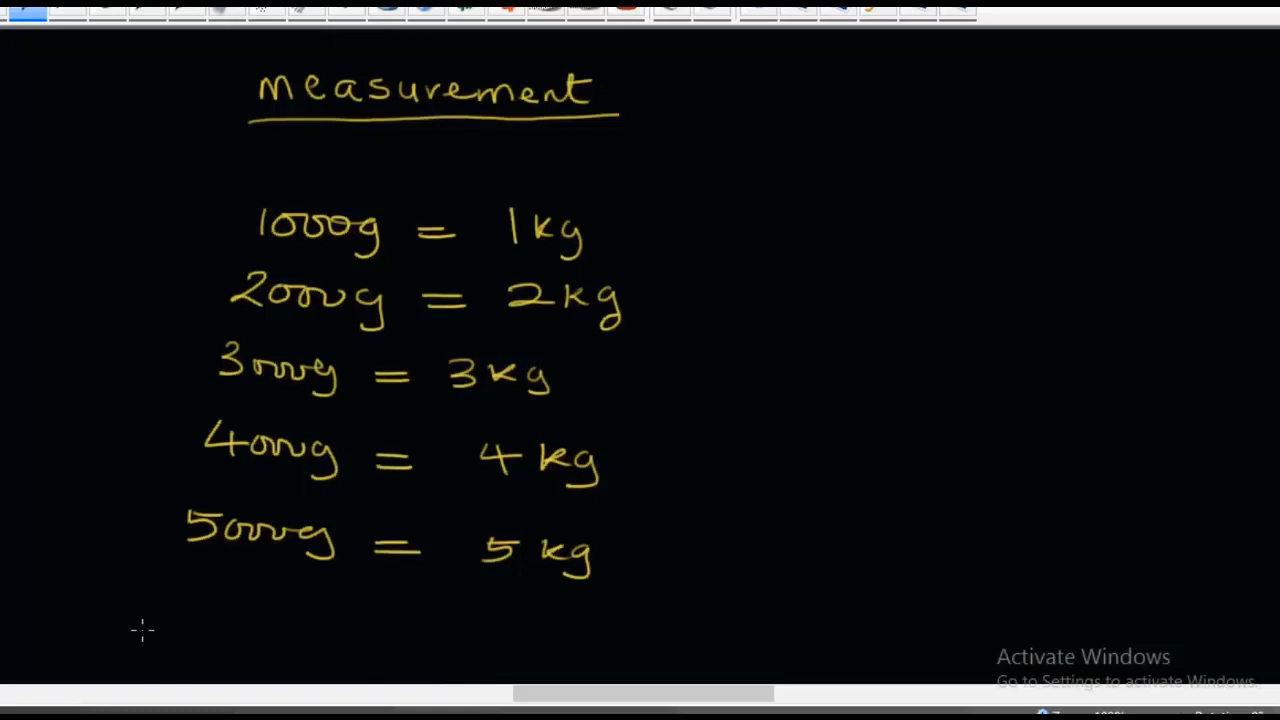 measurement
1000g = 1kg
2000g = 2kg
3000g = 3kg
4000g = 4kg
5000g = 5kg
Activate Windows
Go to Settings to activate Windows.